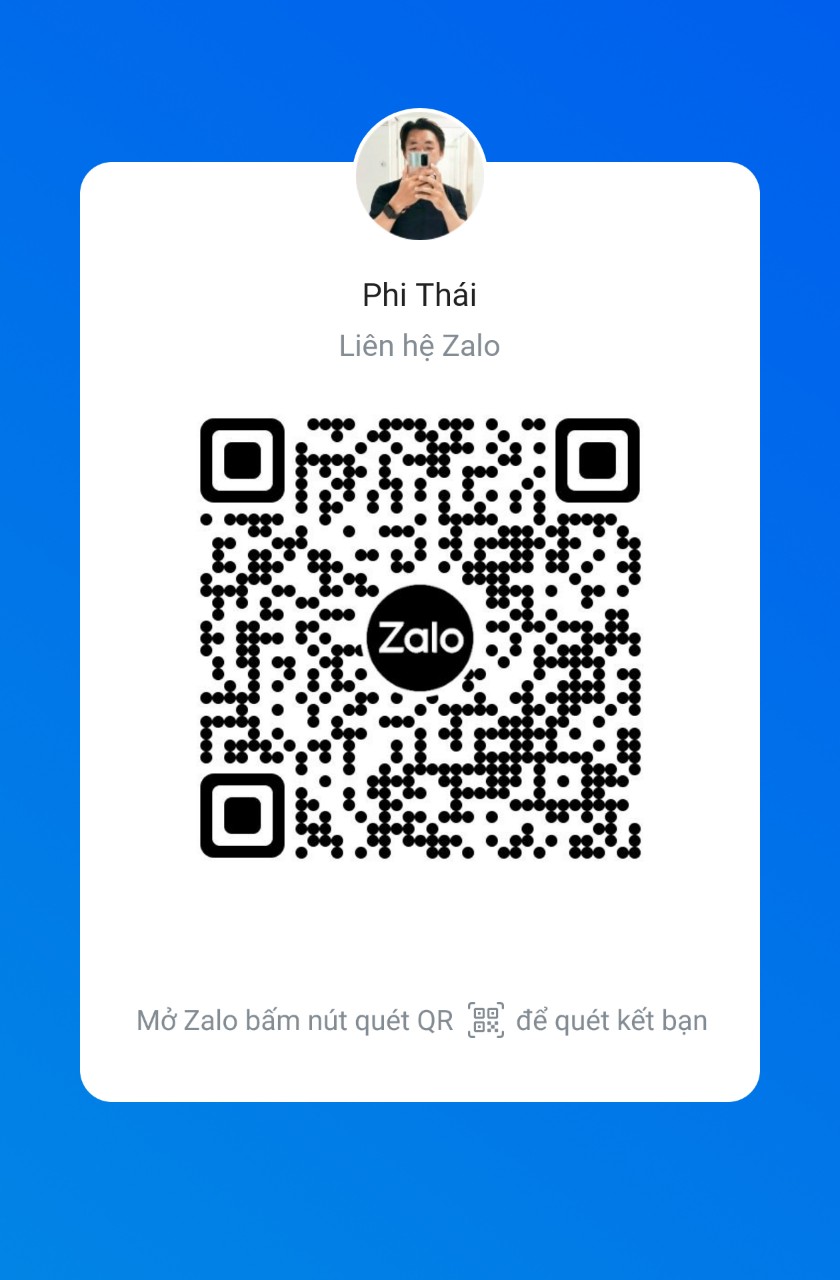 Phi Thái
Liên hệ Zalo
Zalo
Mở Zalo bấm nút quét QR để quét kết bạn